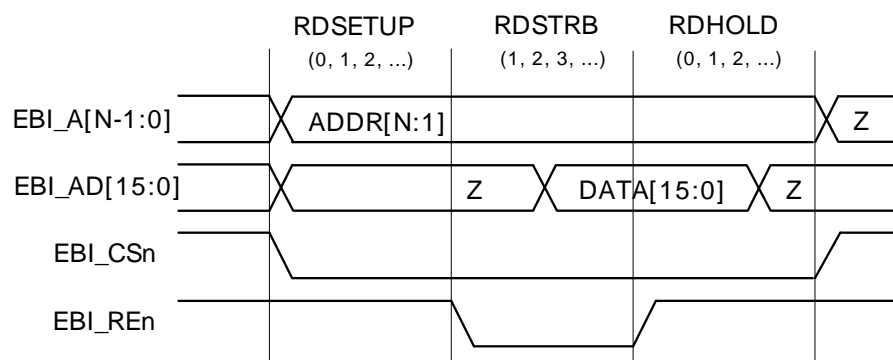 RDSETUP RDSTRB RDHOLD
(0, 1, 2, ...) (1, 2, 3, ...) (0, 1, 2, ...)
EBI_A[N-1:0] ADDR[N:1] Z
EBI_AD[15:0] Z DATA[15:0] Z
EBI_CSn
EBI_REn